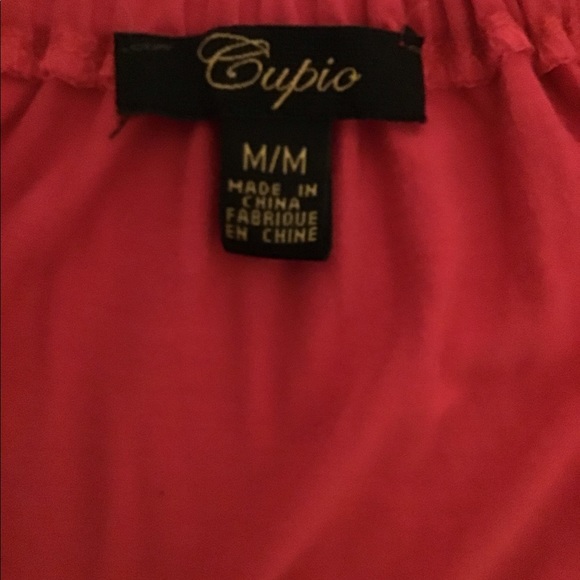 Cupio
M/M
MADE IN
CHINA
FABRIQUE
EN CHINE